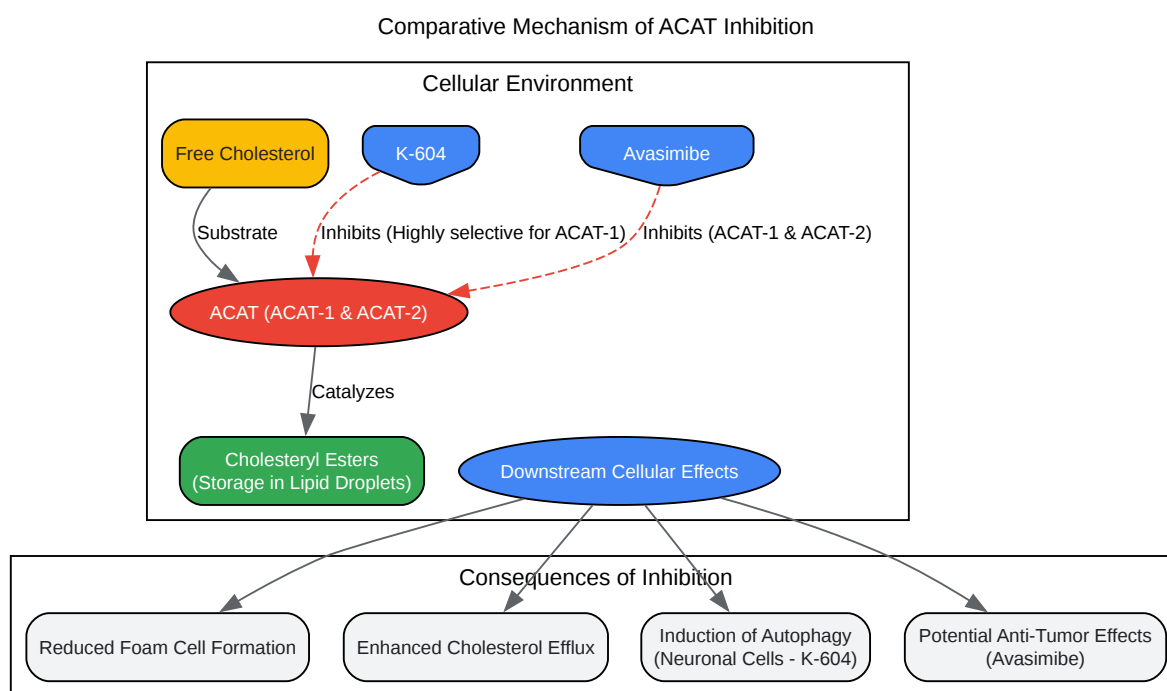 Comparative Mechanism of ACAT Inhibition
Cellular Environment
Free Cholesterol
K-604
Avasimibe
Substrate
Inhibits (Highly selective for ACAT-1)
Inhibits (ACAT-1 & ACAT-2)
ACAT (ACAT-1 & ACAT-2)
Catalyzes
Cholesteryl Esters
(Storage in Lipid Droplets)
Downstream Cellular Effects
Consequences of Inhibition
Reduced Foam Cell Formation
Enhanced Cholesterol Efflux
Induction of Autophagy
(Neuronal Cells - K-604)
Potential Anti-Tumor Effects
(Avasimibe)